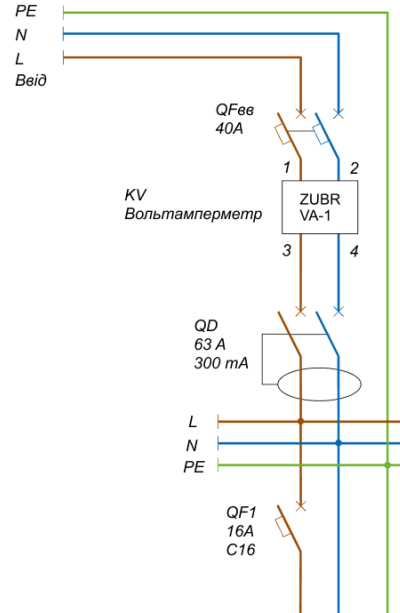 PE
N
L
Ввід
QFвв
40А
1
2
KV
Вольтамперметр
ZUBR
VA-1
3
4
QD
63 A
300 mA
L
N
PE
QF1
16A
C16